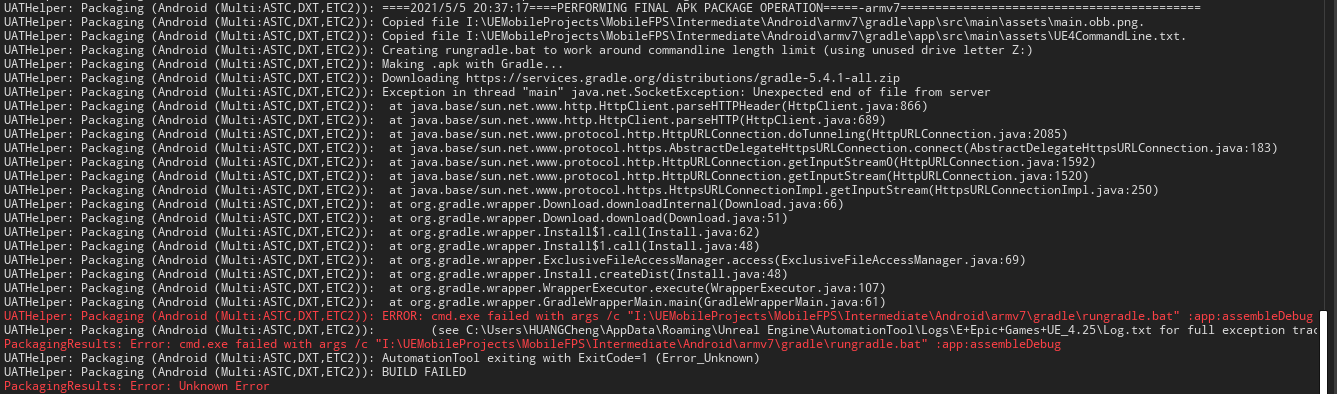 UATHelper: Packaging (Android (Multi:ASTC,DXT,ETC2)): ====2021/5/5 20:37:17====PERFORMING FINAL APK PACKAGE OPERATION=====-armv7===========================================
UATHelper: Packaging (Android (Multi:ASTC,DXT,ETC2)): Copied file I:\UEMobileProjects\MobileFPS\Intermediate\Android\armv7\gradle\app\src\main\assets\main.obb.png.
UATHelper: Packaging (Android (Multi:ASTC,DXT,ETC2)): Copied file I:\UEMobileProjects\MobileFPS\Intermediate\Android\armv7\gradle\app\src\main\assets\UE4CommandLine.txt.
UATHelper: Packaging (Android (Multi:ASTC,DXT,ETC2)): Creating rungradle.bat to work around commandline length limit (using unused drive letter Z:)
UATHelper: Packaging (Android (Multi:ASTC,DXT,ETC2)): Making .apk with Gradle...
UATHelper: Packaging (Android (Multi:ASTC,DXT,ETC2)): Downloading https://services.gradle.org/distributions/gradle-5.4.1-all.zip
UATHelper: Packaging (Android (Multi:ASTC,DXT,ETC2)): Exception in thread "main" java.net.SocketException: Unexpected end of file from server
UATHelper: Packaging (Android (Multi:ASTC,DXT,ETC2)):  at java.base/sun.net.www.http.HttpClient.parseHTTPHeader(HttpClient.java:866)
UATHelper: Packaging (Android (Multi:ASTC,DXT,ETC2)):  at java.base/sun.net.www.http.HttpClient.parseHTTP(HttpClient.java:689)
UATHelper: Packaging (Android (Multi:ASTC,DXT,ETC2)):  at java.base/sun.net.www.protocol.http.HttpURLConnection.doTunneling(HttpURLConnection.java:2085)
UATHelper: Packaging (Android (Multi:ASTC,DXT,ETC2)):  at java.base/sun.net.www.protocol.https.AbstractDelegateHttpsURLConnection.connect(AbstractDelegateHttpsURLConnection.java:183)
UATHelper: Packaging (Android (Multi:ASTC,DXT,ETC2)):  at java.base/sun.net.www.protocol.http.HttpURLConnection.getInputStream0(HttpURLConnection.java:1592)
UATHelper: Packaging (Android (Multi:ASTC,DXT,ETC2)):  at java.base/sun.net.www.protocol.http.HttpURLConnection.getInputStream(HttpURLConnection.java:1520)
UATHelper: Packaging (Android (Multi:ASTC,DXT,ETC2)):  at java.base/sun.net.www.protocol.https.HttpsURLConnectionImpl.getInputStream(HttpsURLConnectionImpl.java:250)
UATHelper: Packaging (Android (Multi:ASTC,DXT,ETC2)):  at org.gradle.wrapper.Download.downloadInternal(Download.java:66)
UATHelper: Packaging (Android (Multi:ASTC,DXT,ETC2)):  at org.gradle.wrapper.Download.download(Download.java:51)
UATHelper: Packaging (Android (Multi:ASTC,DXT,ETC2)):  at org.gradle.wrapper.Install$1.call(Install.java:62)
UATHelper: Packaging (Android (Multi:ASTC,DXT,ETC2)):  at org.gradle.wrapper.Install$1.call(Install.java:48)
UATHelper: Packaging (Android (Multi:ASTC,DXT,ETC2)):  at org.gradle.wrapper.ExclusiveFileAccessManager.access(ExclusiveFileAccessManager.java:69)
UATHelper: Packaging (Android (Multi:ASTC,DXT,ETC2)):  at org.gradle.wrapper.Install.createDist(Install.java:48)
UATHelper: Packaging (Android (Multi:ASTC,DXT,ETC2)):  at org.gradle.wrapper.WrapperExecutor.execute(WrapperExecutor.java:107)
UATHelper: Packaging (Android (Multi:ASTC,DXT,ETC2)):  at org.gradle.wrapper.GradleWrapperMain.main(GradleWrapperMain.java:61)
UATHelper: Packaging (Android (Multi:ASTC,DXT,ETC2)): ERROR: cmd.exe failed with args /c "I:\UEMobileProjects\MobileFPS\Intermediate\Android\armv7\gradle\rungradle.bat" :app:assembleDebug
UATHelper: Packaging (Android (Multi:ASTC,DXT,ETC2)):        (see C:\Users\HUANGCheng\AppData\Roaming\Unreal Engine\AutomationTool\Logs\E+Epic+Games+UE_4.25\Log.txt for full exception trac
PackagingResults: Error: cmd.exe failed with args /c "I:\UEMobileProjects\MobileFPS\Intermediate\Android\armv7\gradle\rungradle.bat" :app:assembleDebug
UATHelper: Packaging (Android (Multi:ASTC,DXT,ETC2)): AutomationTool exiting with ExitCode=1 (Error_Unknown)
UATHelper: Packaging (Android (Multi:ASTC,DXT,ETC2)): BUILD FAILED
PackagingResults: Error: Unknown Error